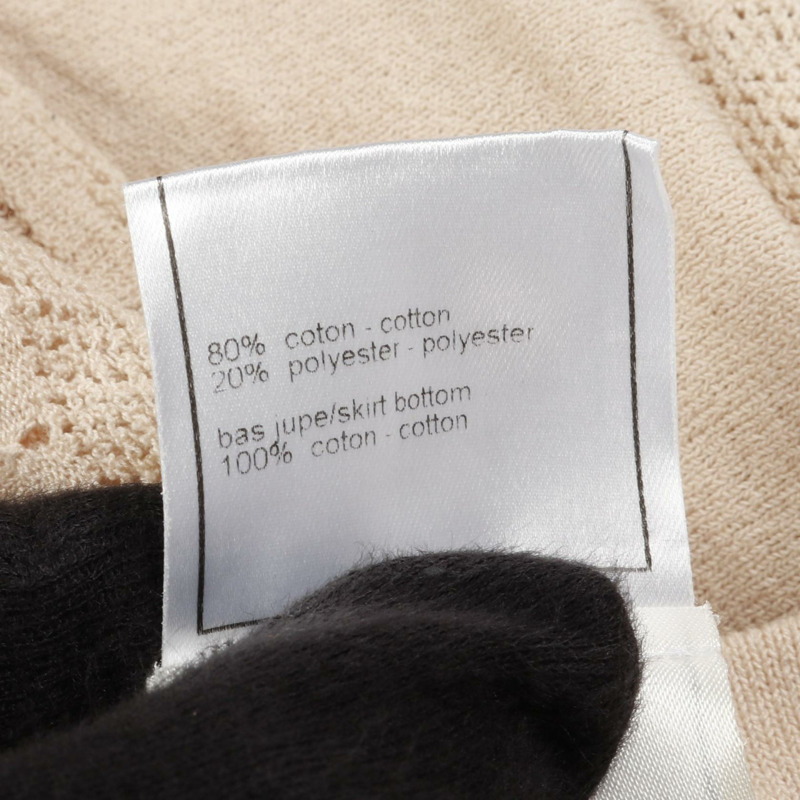 80% coton - cotton
20% polyester - polyester
bas jupe/skirt bottom
100% coton - cotton